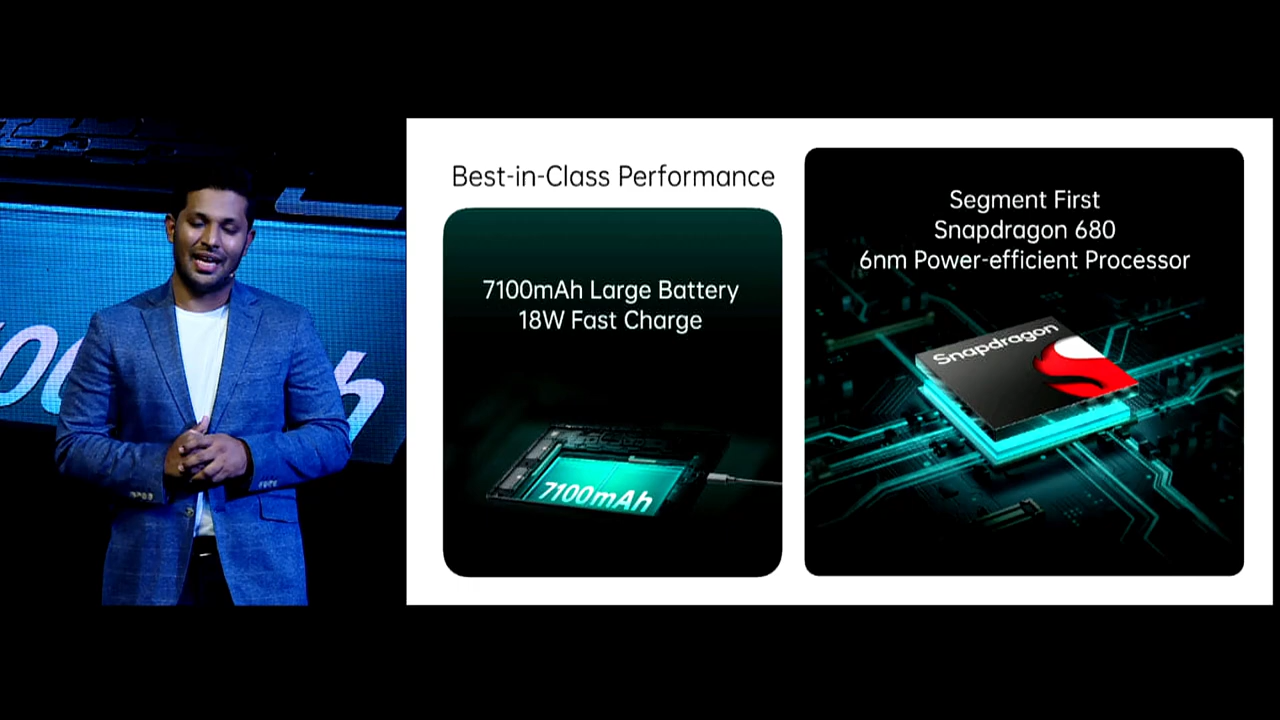 Best-in-Class Performance
7100mAh Large Battery
18W Fast Charge
7100mAh
Segment First
Snapdragon 680
6nm Power-efficient Processor
Snapdragon